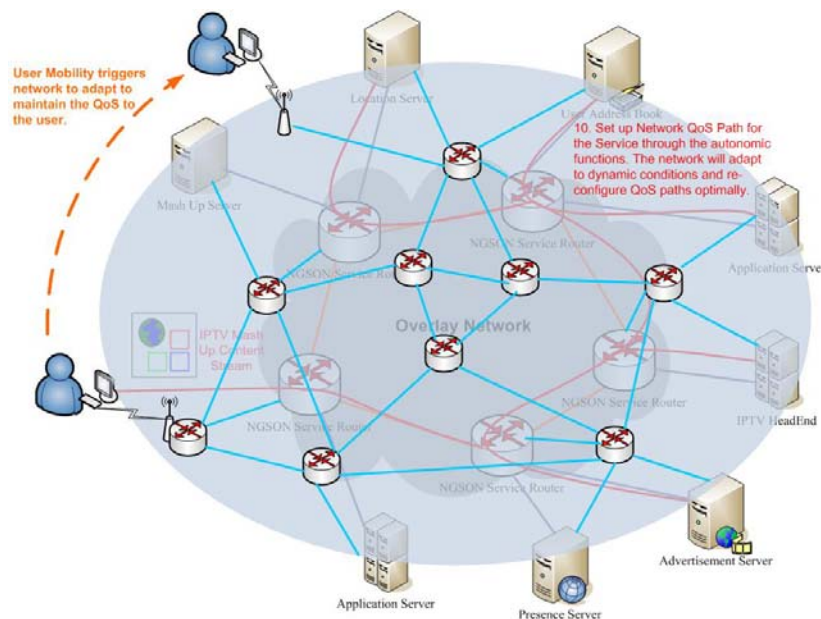 User Mobility triggers
network to adapt to
maintain the QoS to
the user.
Location Server
User Address Book
10. Set up Network QoS Path for
the Service through the autonomic
functions. The network will adapt
to dynamic conditions and re-
configure QoS paths optimally.
Mash Up Server
NGSON Service Router
NGSON Service Rou
Application Serve
Overlay Network
IPTV Mash
Up Content
Stream
NGSON Service Router
NGSON Service Router
IPTV HeadEnd
NGSON Service Router
Advertisement Server
Application Server
Presence Server